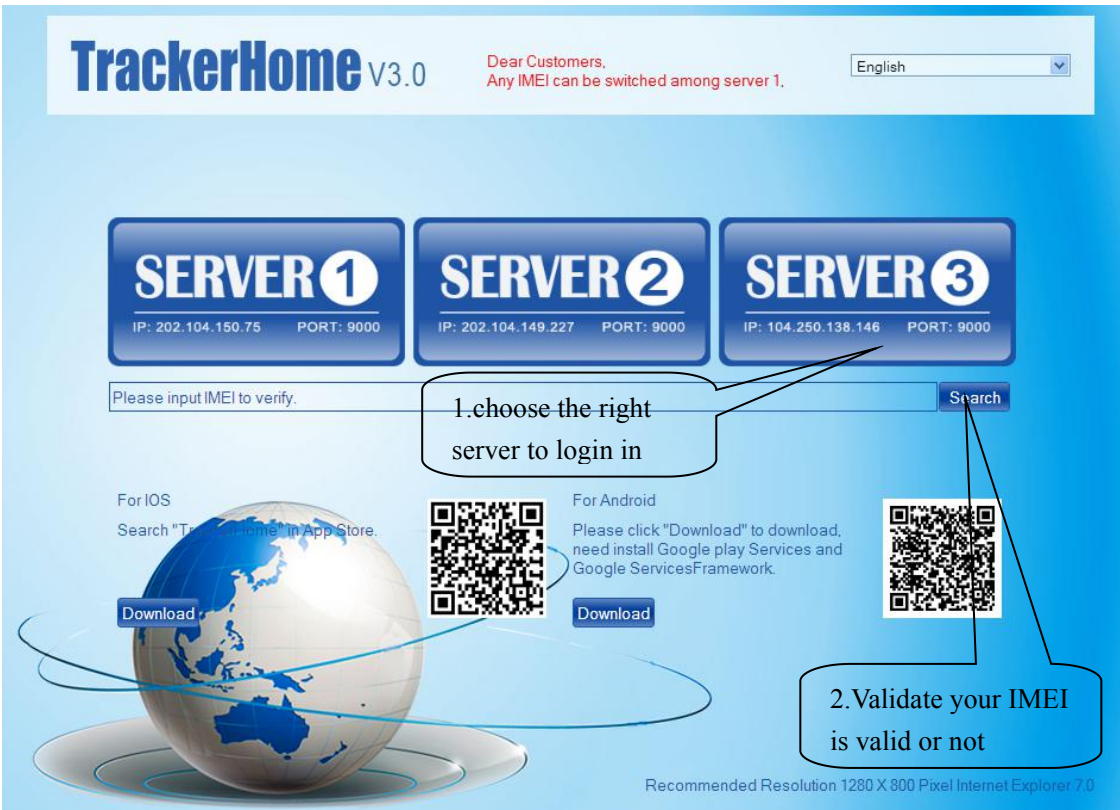 TrackerHome V3.0
Dear Customers,
Any IMEI can be switched among server 1,
English
SERVER 1
IP: 202.104.150.75 PORT: 9000
SERVER 2
IP: 202.104.149.227 PORT: 9000
SERVER 3
IP: 104.250.138.146 PORT: 9000
Please input IMEI to verify.
Search
1.choose the right
server to login in
For IOS
Search "TrackerHome" in App Store.
Download
For Android
Please click "Download" to download,
need install Google play Services and
Google ServicesFramework.
Download
2.Validate your IMEI
is valid or not
Recommended Resolution 1280 X 800 Pixel Internet Explorer 7.0